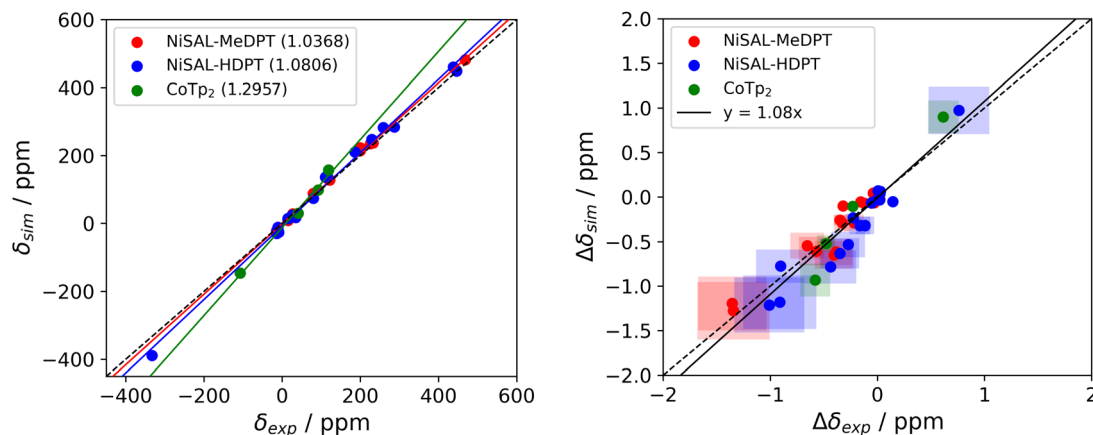 600
400
200
0
−200
−400
−400 −200 0 200 400 600
δsim / ppm
δexp / ppm
NiSAL-MeDPT (1.0368)
NiSAL-HDPT (1.0806)
CoTp₂ (1.2957)
2.0
1.5
1.0
0.5
0.0
−0.5
−1.0
−1.5
−2.0
−2 −1 0 1 2
Δδsim / ppm
Δδexp / ppm
NiSAL-MeDPT
NiSAL-HDPT
CoTp₂
y = 1.08x